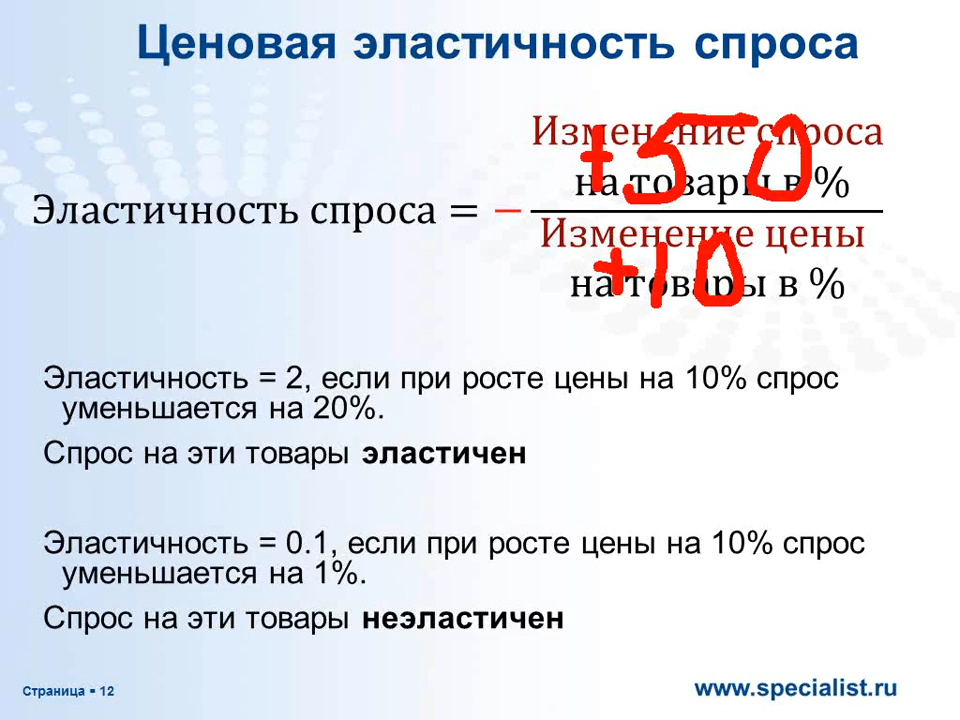 Ценовая эластичность спроса
Изменение спроса
на товары в %
Эластичность спроса = −
Изменение цены
на товары в %
+50
+10
Эластичность = 2, если при росте цены на 10% спрос
уменьшается на 20%.
Спрос на эти товары эластичен
Эластичность = 0.1, если при росте цены на 10% спрос
уменьшается на 1%.
Спрос на эти товары неэластичен
Страница ▪ 12
www.specialist.ru